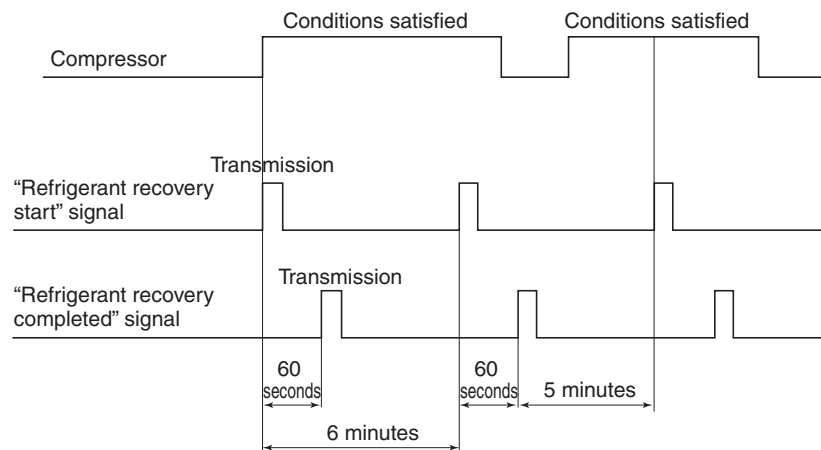 Conditions satisfied
Conditions satisfied
Compressor
Transmission
“Refrigerant recovery
start” signal
Transmission
“Refrigerant recovery
completed” signal
60
seconds
60
seconds
5 minutes
6 minutes